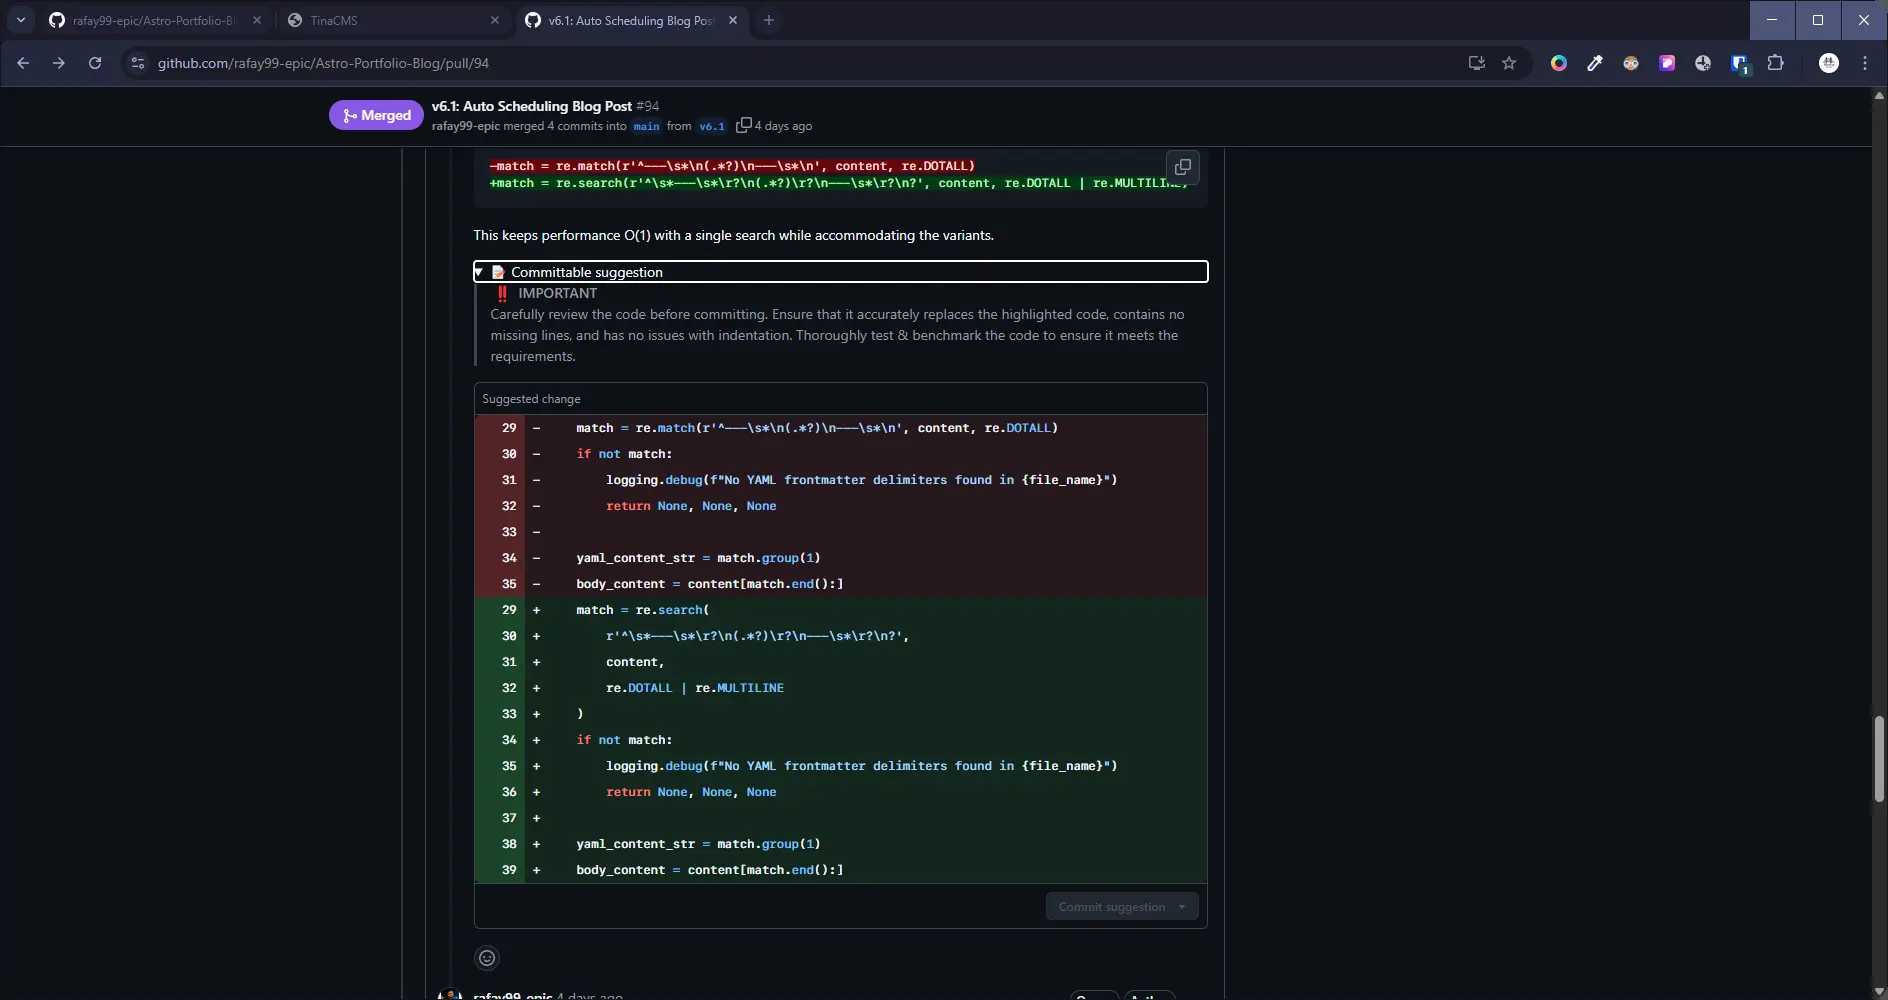 rafay99-epic/Astro-Portfolio-Bl
TinaCMS
v6.1: Auto Scheduling Blog Pos
github.com/rafay99-epic/Astro-Portfolio-Blog/pull/94
1
Merged
v6.1: Auto Scheduling Blog Post #94
rafay99-epic merged 4 commits into main from v6.1 4 days ago
-match = re.match(r'^---\s*\n(.*?)\n---\s*\n', content, re.DOTALL)
+match = re.search(r'^\s*---\s*\r?\n(.*?)\r?\n---\s*\r?\n?', content, re.DOTALL | re.MULTILINE)
This keeps performance O(1) with a single search while accommodating the variants.
▼ 📝 Committable suggestion
‼️ IMPORTANT
Carefully review the code before committing. Ensure that it accurately replaces the highlighted code, contains no
missing lines, and has no issues with indentation. Thoroughly test & benchmark the code to ensure it meets the
requirements.
Suggested change
29 - match = re.match(r'^---\s*\n(.*?)\n---\s*\n', content, re.DOTALL)
30 - if not match:
31 - logging.debug(f"No YAML frontmatter delimiters found in {file_name}")
32 - return None, None, None
33 -
34 - yaml_content_str = match.group(1)
35 - body_content = content[match.end():]
29 + match = re.search(
30 + r'^\s*---\s*\r?\n(.*?)\r?\n---\s*\r?\n?',
31 + content,
32 + re.DOTALL | re.MULTILINE
33 + )
34 + if not match:
35 + logging.debug(f"No YAML frontmatter delimiters found in {file_name}")
36 + return None, None, None
37 +
38 + yaml_content_str = match.group(1)
39 + body_content = content[match.end():]
Commit suggestion
rafay99-epic 4 days ago